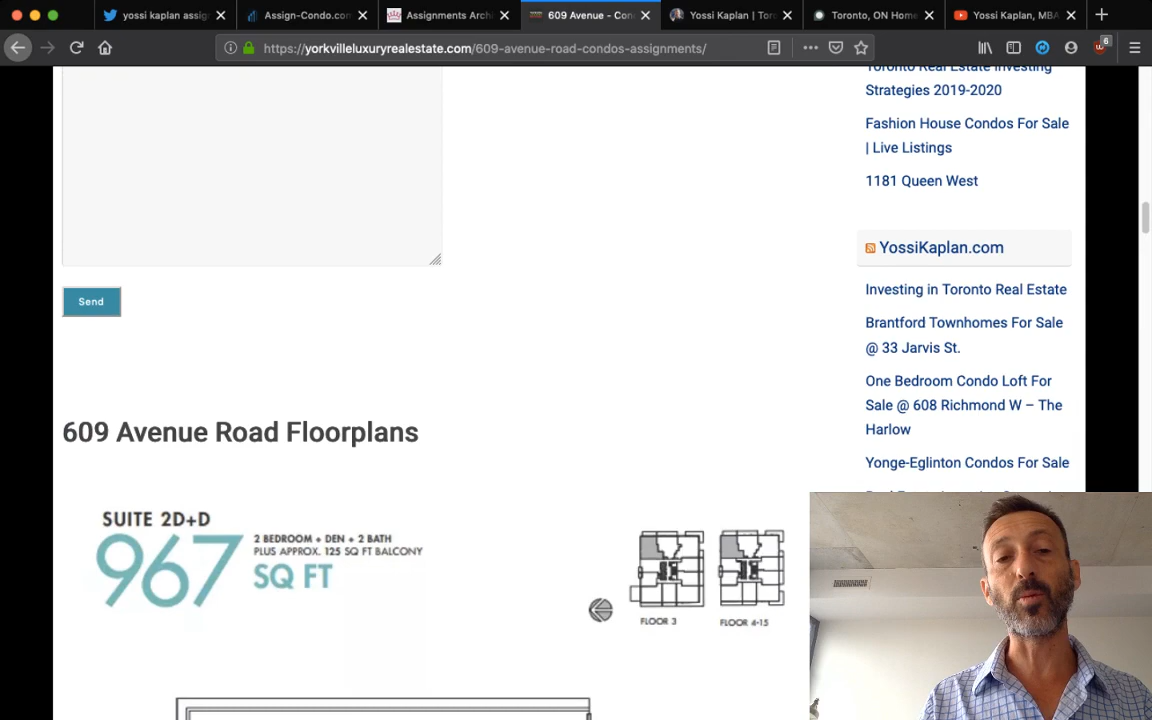 yossi kaplan assig
Assign-Condo.con
Assignments Arch
609 Avenue - Con
Yossi Kaplan | Tor
Toronto, ON Home
Yossi Kaplan, MBA
https://yorkvilleluxuryrealestate.com/609-avenue-road-condos-assignments/
6
Toronto Real Estate Investing
Strategies 2019-2020
Fashion House Condos For Sale
| Live Listings
1181 Queen West
YossiKaplan.com
Send
Investing in Toronto Real Estate
Brantford Townhomes For Sale
@ 33 Jarvis St.
One Bedroom Condo Loft For
Sale @ 608 Richmond W – The
Harlow
Yonge-Eglinton Condos For Sale
609 Avenue Road Floorplans
SUITE 2D+D
967
SQ FT
2 BEDROOM + DEN + 2 BATH
PLUS APPROX. 125 SQ FT BALCONY
FLOOR 3
FLOOR 4-15